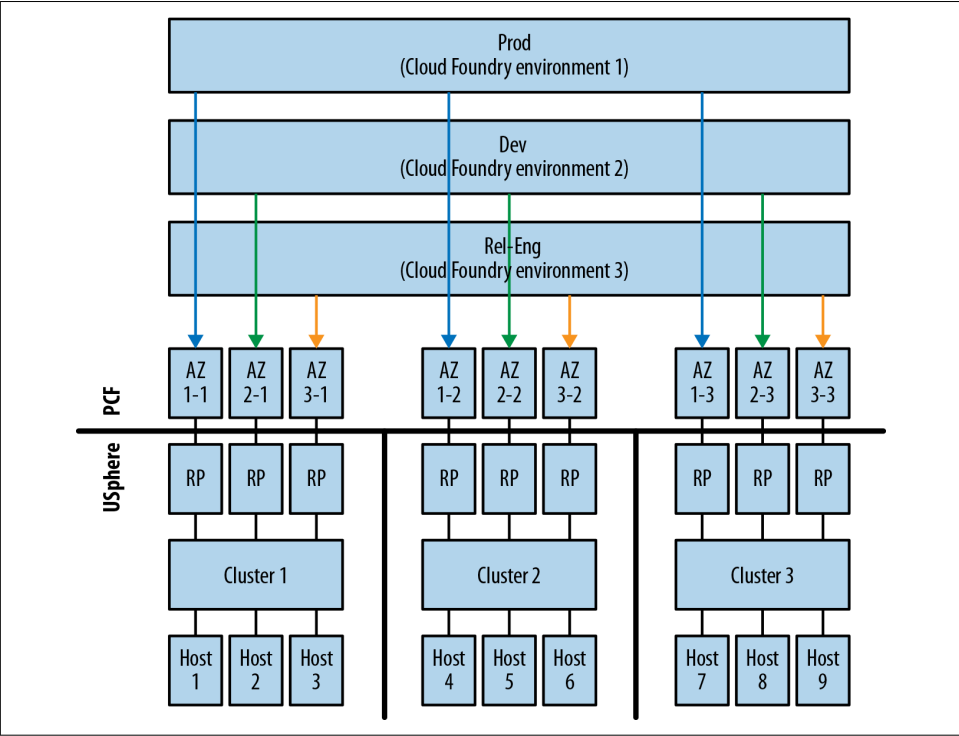 Prod
(Cloud Foundry environment 1)
Dev
(Cloud Foundry environment 2)
Rel-Eng
(Cloud Foundry environment 3)
PCF
AZ
1-1
AZ
2-1
AZ
3-1
AZ
1-2
AZ
2-2
AZ
3-2
AZ
1-3
AZ
2-3
AZ
3-3
USphere
RP
RP
RP
RP
RP
RP
RP
RP
RP
Cluster 1
Cluster 2
Cluster 3
Host
1
Host
2
Host
3
Host
4
Host
5
Host
6
Host
7
Host
8
Host
9